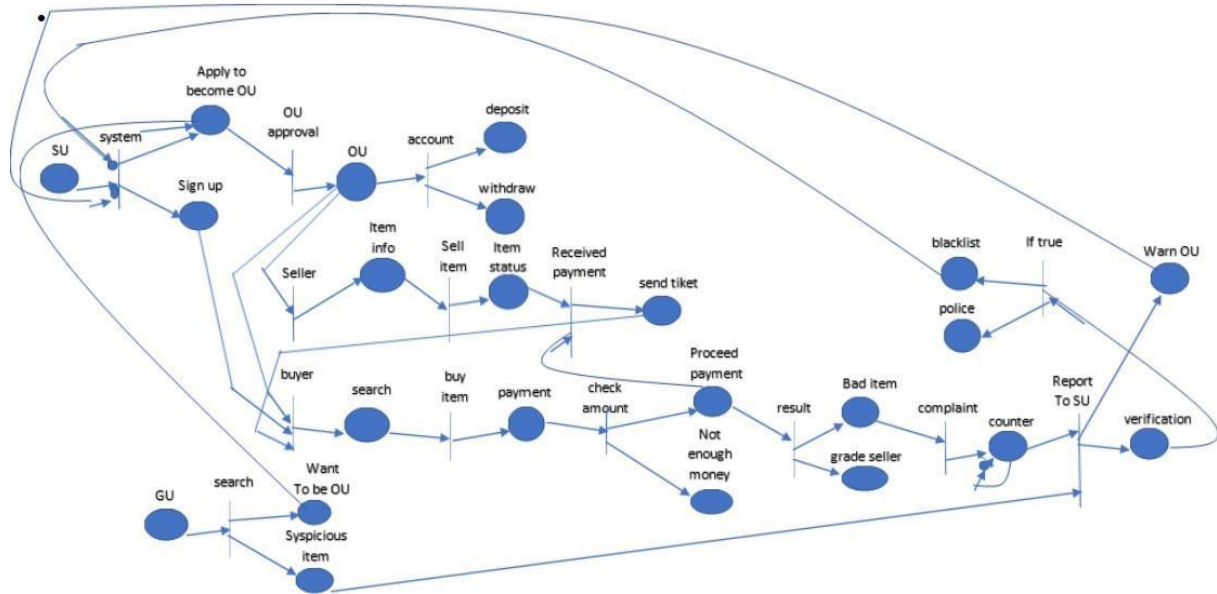 Apply to
become OU
OU
approval
deposit
system
account
SU
OU
Sign up
withdraw
Item
info
Sell
item
Item
status
Received
payment
blacklist
If true
Warn OU
Seller
send tiket
police
Proceed
payment
buyer
search
buy
item
payment
check
amount
result
Bad item
complaint
counter
Report
To SU
verification
Not
enough
money
grade seller
Want
To be OU
search
GU
Syspicious
item